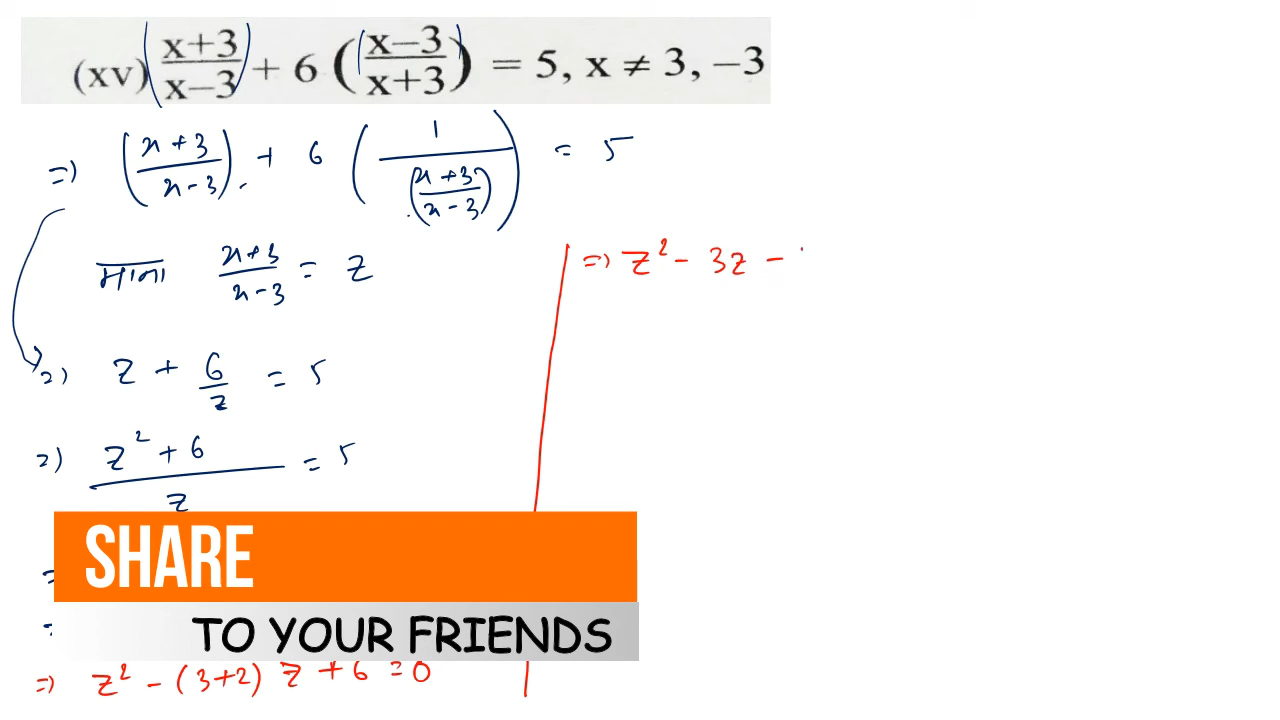 (xv) (x+3/x−3) + 6 (x−3/x+3) = 5, x ≠ 3, −3
=) (x+3/x-3) + 6 (1/(x+3/x-3)) = 5
माना x+3/x-3 = z
=) z + 6/z = 5
=) z² + 6/z = 5
SHARE
TO YOUR FRIENDS
=) z² - (3+2) z + 6 = 0
=) z² - 3z -